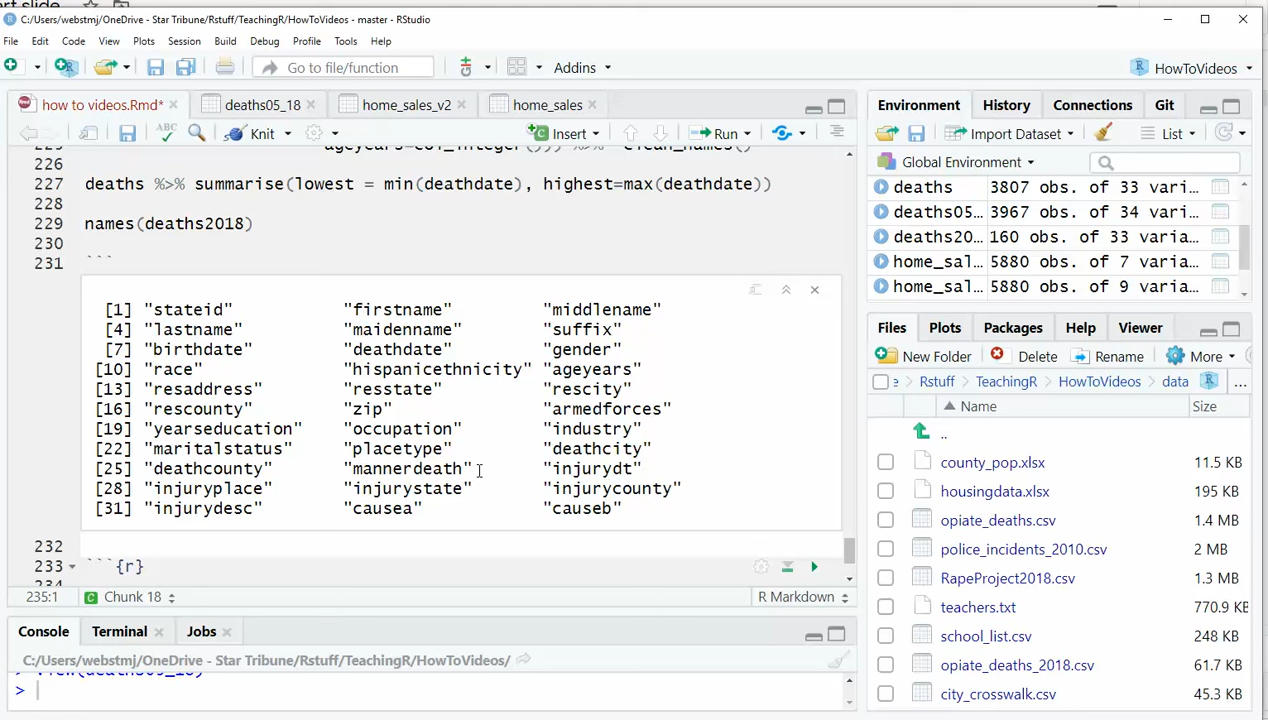 C:/Users/webstmj/OneDrive - Star Tribune/Rstuff/TeachingR/HowToVideos - master - RStudio
File Edit Code View Plots Session Build Debug Profile Tools Help
Go to file/function Addins HowToVideos
how to videos.Rmd* deaths05_18 home_sales_v2 home_sales
Knit Insert Run
226
227 deaths %>% summarise(lowest = min(deathdate), highest=max(deathdate))
228
229 names(deaths2018)
230
231 ```
[1] "stateid" "firstname" "middlename"
[4] "lastname" "maidenname" "suffix"
[7] "birthdate" "deathdate" "gender"
[10] "race" "hispanicethnicity" "ageyears"
[13] "resaddress" "resstate" "rescity"
[16] "rescounty" "zip" "armedforces"
[19] "yearseducation" "occupation" "industry"
[22] "maritalstatus" "placetype" "deathcity"
[25] "deathcounty" "mannerdeath" "injurydt"
[28] "injuryplace" "injurystate" "injurycounty"
[31] "injurydesc" "causea" "causeb"
232
233 ```{r}
235:1 Chunk 18 R Markdown
Console Terminal Jobs
C:/Users/webstmj/OneDrive - Star Tribune/Rstuff/TeachingR/HowToVideos/
>
Environment History Connections Git
Import Dataset List
Global Environment
deaths 3807 obs. of 33 vari…
deaths05… 3967 obs. of 34 vari…
deaths20… 160 obs. of 33 varia…
home_sal… 5880 obs. of 7 varia…
home_sal… 5880 obs. of 9 varia…
Files Plots Packages Help Viewer
New Folder Delete Rename More
e Rstuff TeachingR HowToVideos data ...
Name Size
..
county_pop.xlsx 11.5 KB
housingdata.xlsx 195 KB
opiate_deaths.csv 1.4 MB
police_incidents_2010.csv 2 MB
RapeProject2018.csv 1.3 MB
teachers.txt 770.9 KB
school_list.csv 248 KB
opiate_deaths_2018.csv 61.7 KB
city_crosswalk.csv 45.3 KB